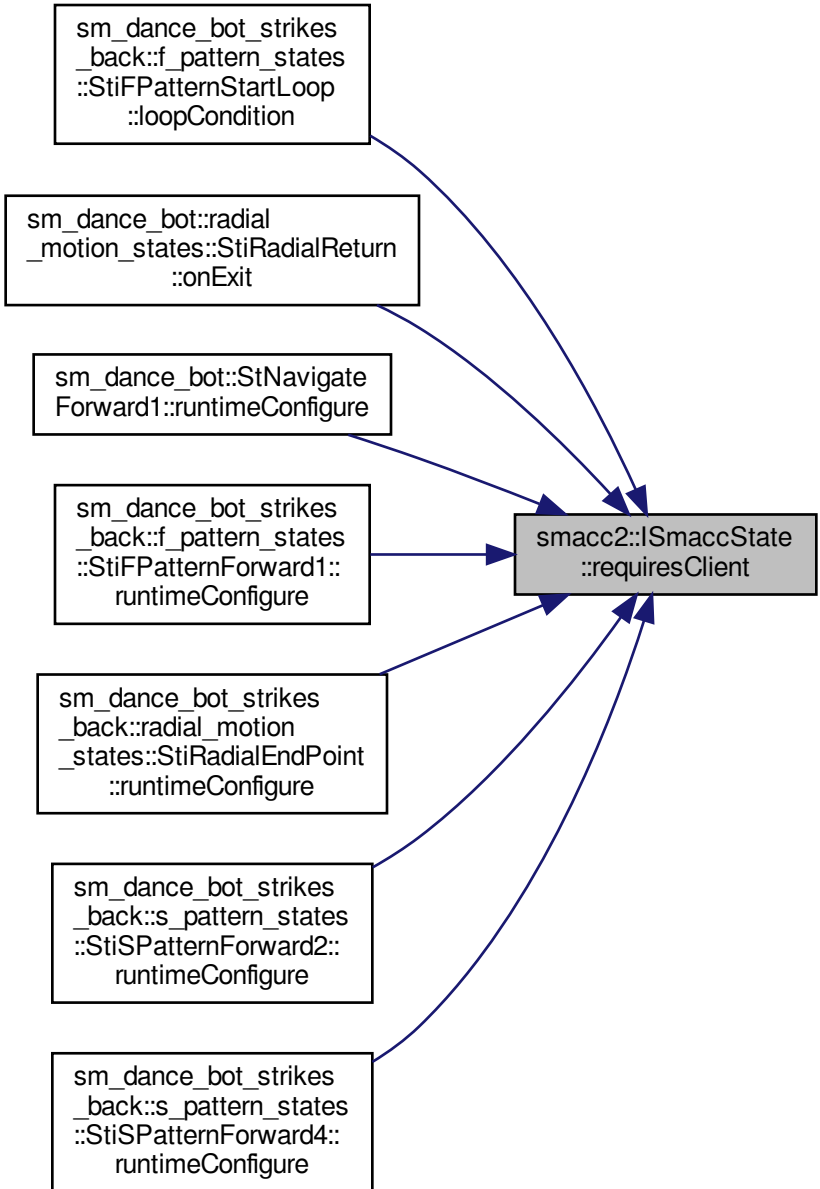 sm_dance_bot_strikes
_back::f_pattern_states
::StiFPatternStartLoop
::loopCondition
sm_dance_bot::radial
_motion_states::StiRadialReturn
::onExit
sm_dance_bot::StNavigate
Forward1::runtimeConfigure
sm_dance_bot_strikes
_back::f_pattern_states
::StiFPatternForward1::
runtimeConfigure
smacc2::ISmaccState
::requiresClient
sm_dance_bot_strikes
_back::radial_motion
_states::StiRadialEndPoint
::runtimeConfigure
sm_dance_bot_strikes
_back::s_pattern_states
::StiSPatternForward2::
runtimeConfigure
sm_dance_bot_strikes
_back::s_pattern_states
::StiSPatternForward4::
runtimeConfigure